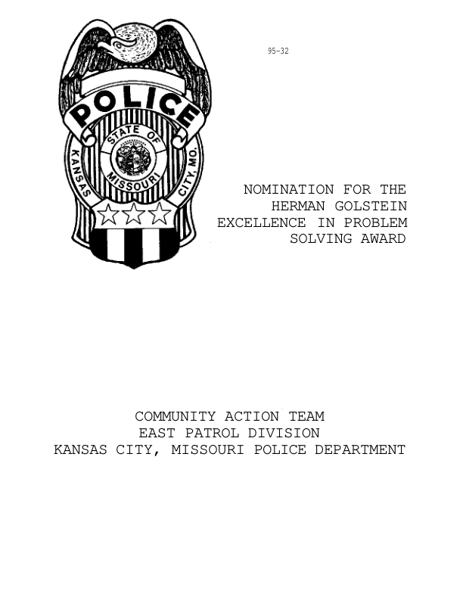 95-32
POLICE
STATE OF
MISSOURI
KANSAS
CITY, MO.
NOMINATION FOR THE
HERMAN GOLSTEIN
EXCELLENCE IN PROBLEM
SOLVING AWARD
COMMUNITY ACTION TEAM
EAST PATROL DIVISION
KANSAS CITY, MISSOURI POLICE DEPARTMENT